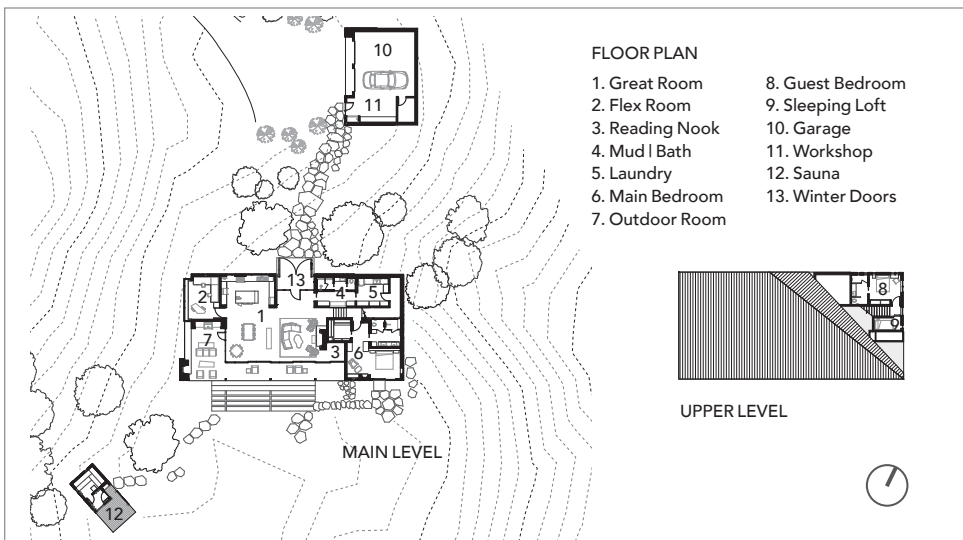 FLOOR PLAN
1. Great Room
2. Flex Room
3. Reading Nook
4. Mud | Bath
5. Laundry
6. Main Bedroom
7. Outdoor Room
8. Guest Bedroom
9. Sleeping Loft
10. Garage
11. Workshop
12. Sauna
13. Winter Doors
10
11
13
2
4
5
1
7
3
6
MAIN LEVEL
12
8
9
UPPER LEVEL